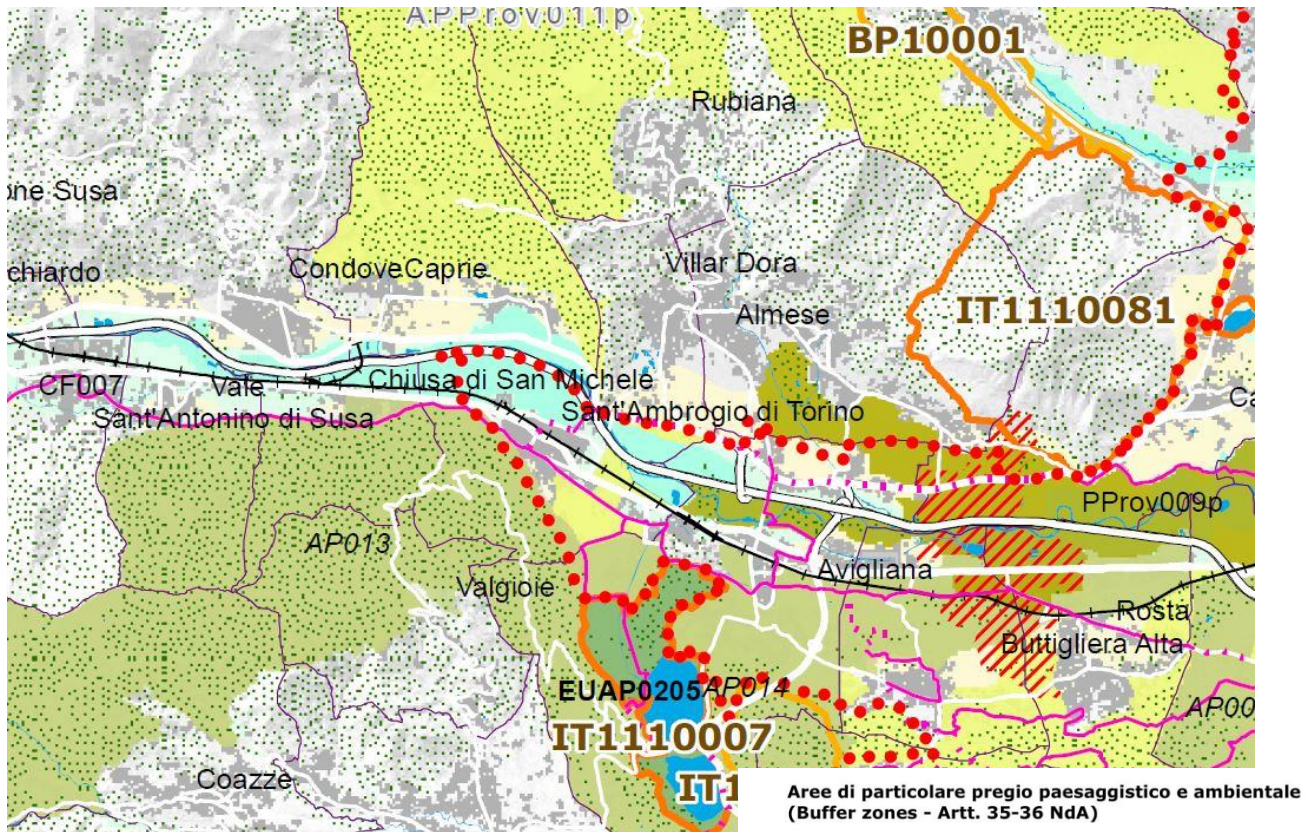 APProv011p
BP10001
Rubiana
one Susa
Villar Dora
chiardo
CondoveCaprie
IT1110081
Almese
CF007
Vale
Chiusa di San Michele
Ca
Sant'Antonino di Susa
Sant'Ambrogio di Torino
PProv009p
AP013
Valgioie
Avigliana
Rosta
Buttigliera Alta
EUAP0205
AP014
AP00
IT1110007
Coazze
IT1
Aree di particolare pregio paesaggistico e ambientale
(Buffer zones - Artt. 35-36 NdA)